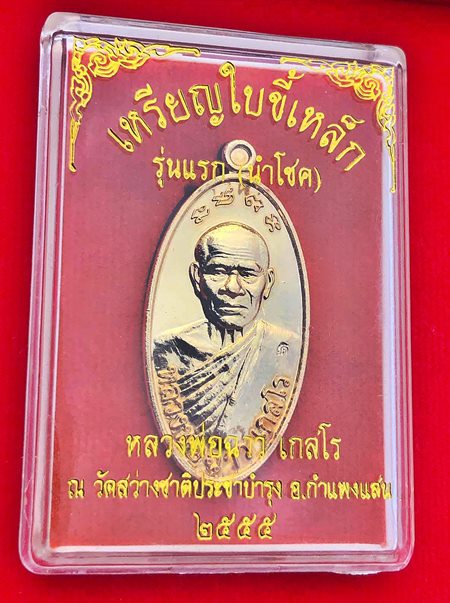 เหรียญใบขี้เหล็ก
รุ่นแรก (นำโชค)
หลวงพ่อ เกสโร
ณ วัดสว่างชาติประชาบำรุง อ.กำแพงแสน
๒๕๕๕